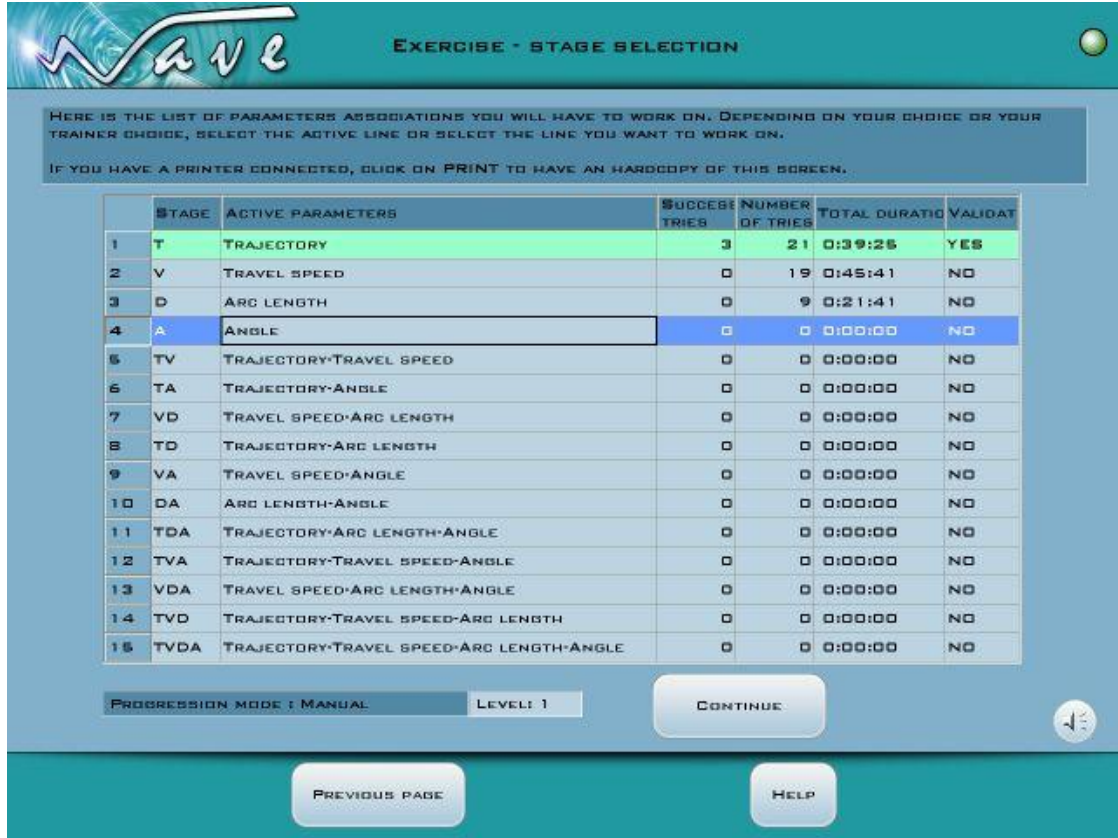 Wave
EXERCISE - STAGE SELECTION
HERE IS THE LIST OF PARAMETERS ASSOCIATIONS YOU WILL HAVE TO WORK ON. DEPENDING ON YOUR CHOICE OR YOUR
TRAINER CHOICE, SELECT THE ACTIVE LINE OR SELECT THE LINE YOU WANT TO WORK ON.
IF YOU HAVE A PRINTER CONNECTED, CLICK ON PRINT TO HAVE AN HARDCOPY OF THIS SCREEN.
STAGE ACTIVE PARAMETERS SUCCESS TRIES NUMBER OF TRIES TOTAL DURATIO VALIDAT
1 T TRAJECTORY 3 21 0:39:25 YES
2 V TRAVEL SPEED 0 19 0:45:41 NO
3 D ARC LENGTH 0 9 0:21:41 NO
4 A ANGLE 0 0 0:00:00 NO
5 TV TRAJECTORY-TRAVEL SPEED 0 0 0:00:00 NO
6 TA TRAJECTORY-ANGLE 0 0 0:00:00 NO
7 VD TRAVEL SPEED-ARC LENGTH 0 0 0:00:00 NO
8 TD TRAJECTORY-ARC LENGTH 0 0 0:00:00 NO
9 VA TRAVEL SPEED-ANGLE 0 0 0:00:00 NO
10 DA ARC LENGTH-ANGLE 0 0 0:00:00 NO
11 TDA TRAJECTORY-ARC LENGTH-ANGLE 0 0 0:00:00 NO
12 TVA TRAJECTORY-TRAVEL SPEED-ANGLE 0 0 0:00:00 NO
13 VDA TRAVEL SPEED-ARC LENGTH-ANGLE 0 0 0:00:00 NO
14 TVD TRAJECTORY-TRAVEL SPEED-ARC LENGTH 0 0 0:00:00 NO
15 TVDA TRAJECTORY-TRAVEL SPEED-ARC LENGTH-ANGLE 0 0 0:00:00 NO
PROGRESSION MODE : MANUAL LEVEL: 1 CONTINUE
PREVIOUS PAGE HELP